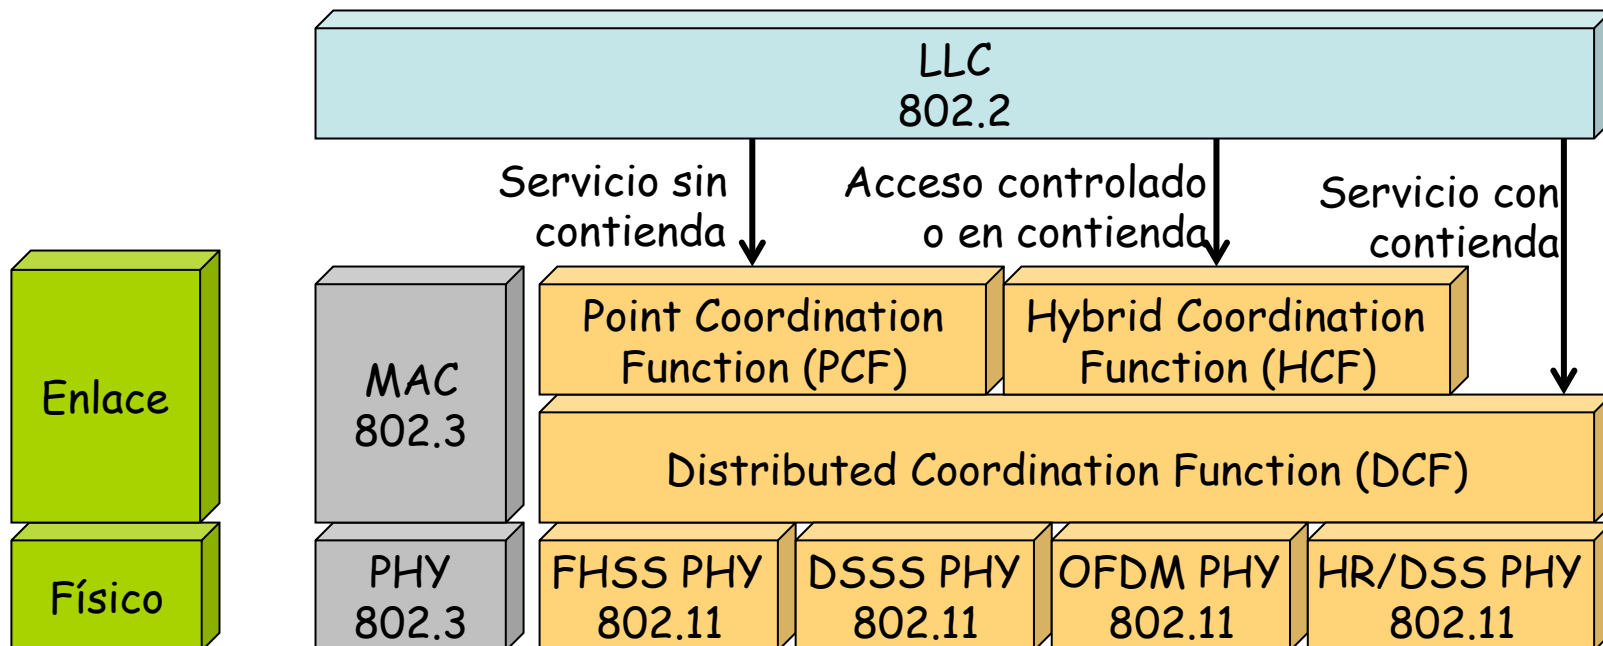 LLC
802.2
Servicio sin
contienda
Acceso controlado
o en contienda
Servicio con
contienda
Enlace
MAC
802.3
Point Coordination
Function (PCF)
Hybrid Coordination
Function (HCF)
Distributed Coordination Function (DCF)
Físico
PHY
802.3
FHSS PHY
802.11
DSSS PHY
802.11
OFDM PHY
802.11
HR/DSS PHY
802.11